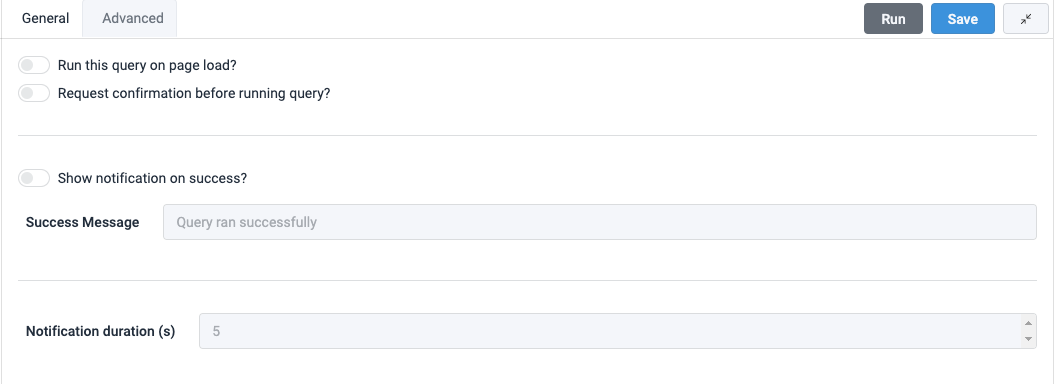 General Advanced Run Save
Run this query on page load?
Request confirmation before running query?
Show notification on success?
Success Message Query ran successfully
Notification duration (s) 5